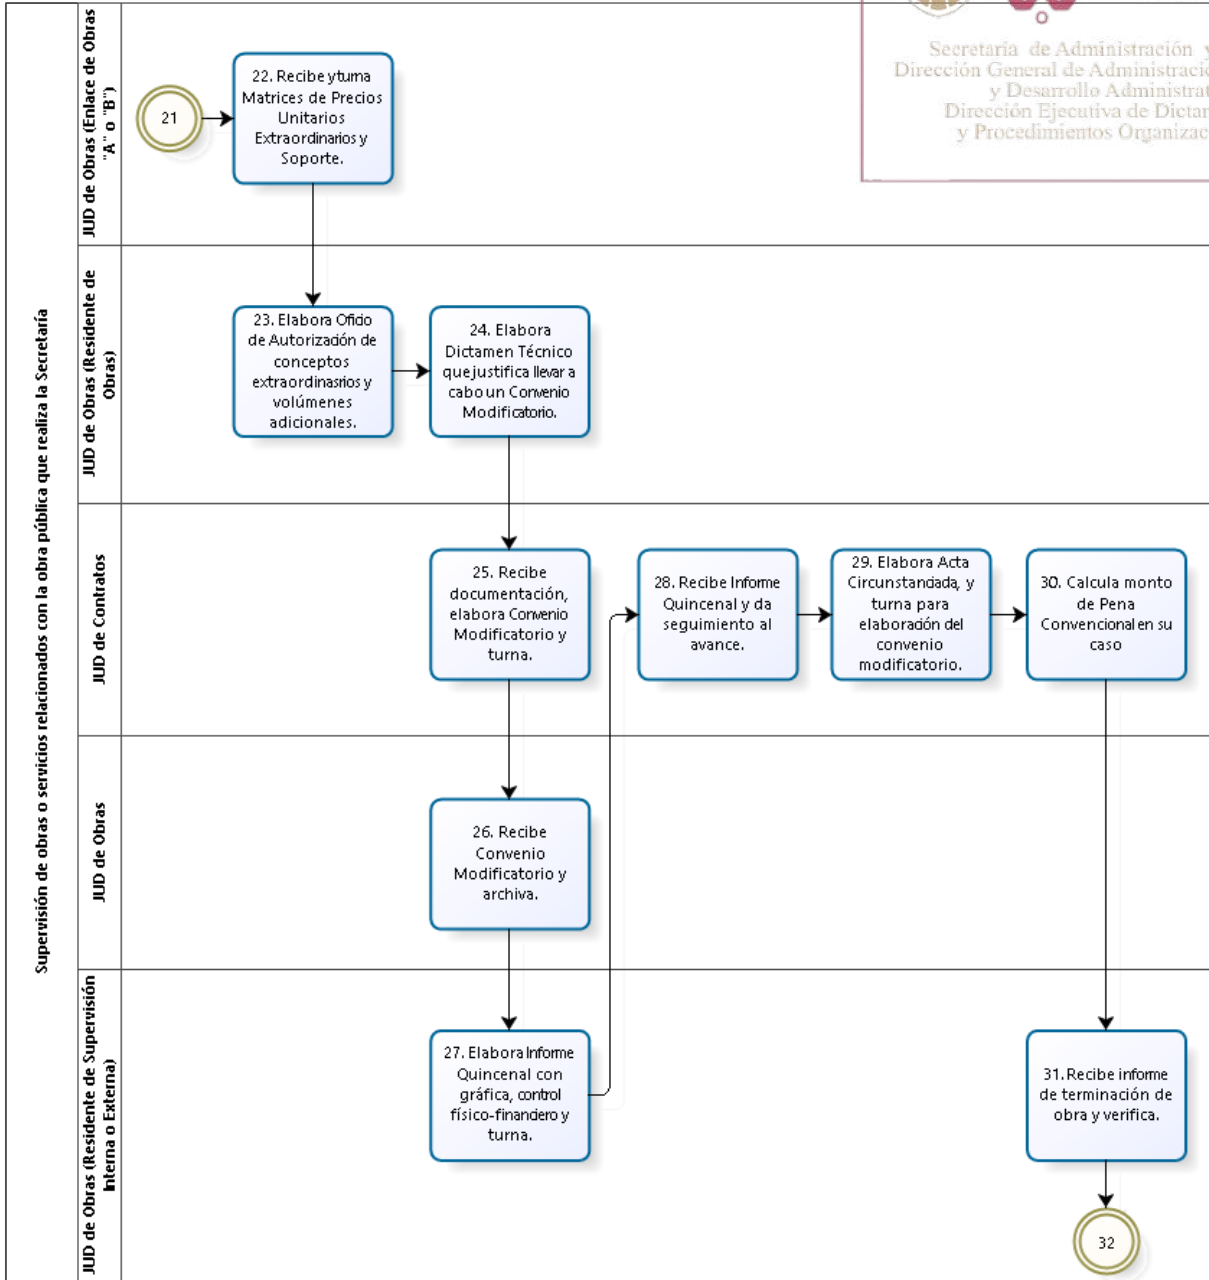 Secretaria de Administración y
Dirección General de Administraci
y Desarrollo Administrat
Dirección Ejecutiva de Dictan
y Procedimientos Organizac
Supervisión de obras o servicios relacionados con la obra pública que realiza la Secretaría
JUD de Obras (Enlace de Obras
"A" o "B")
21
22. Recibe y turna
Matrices de Precios
Unitarios
Extraordinarios y
Soporte.
JUD de Obras (Residente de
Obras)
23. Elabora Oficio
de Autorización de
conceptos
extraordinasrios y
volúmenes
adicionales.
24. Elabora
Dictamen Técnico
que justifica llevar a
cabo un Convenio
Modificatorio.
JUD de Contratos
25. Recibe
documentación,
elabora Convenio
Modificatorio y
turna.
28. Recibe Informe
Quincenal y da
seguimiento al
avance.
29. Elabora Acta
Circunstanciada, y
turna para
elaboración del
convenio
modificatorio.
30. Calcula monto
de Pena
Convencional en su
caso
JUD de Obras
26. Recibe
Convenio
Modificatorio y
archiva.
JUD de Obras (Residente de Supervisión
Interna o Externa)
27. Elabora Informe
Quincenal con
gráfica, control
físico-financiero y
turna.
31. Recibe informe
de terminación de
obra y verifica.
32